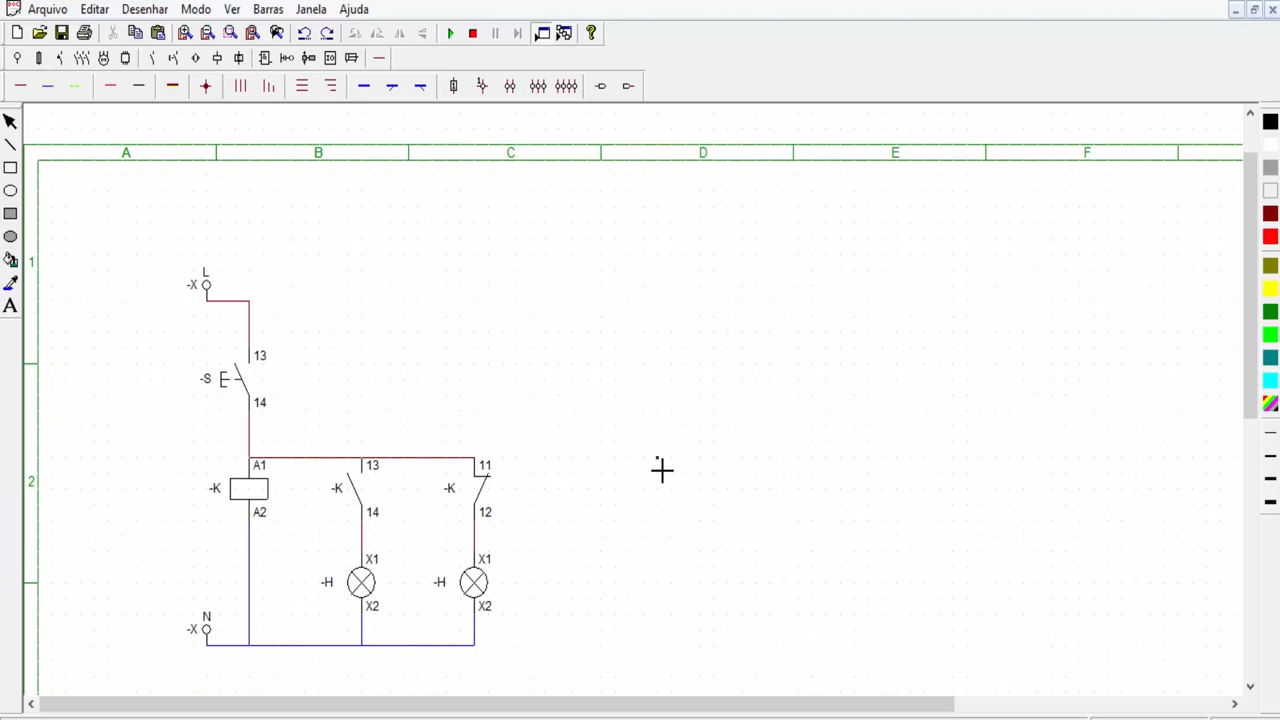 Arquivo Editar Desenhar Modo Ver Barras Janela Ajuda
A B C D E F
1
L
-X
13
-S
14
A1 13 11
2
-K -K -K
A2 14 12
X1 X1
-H -H
X2 X2
N
-X
A